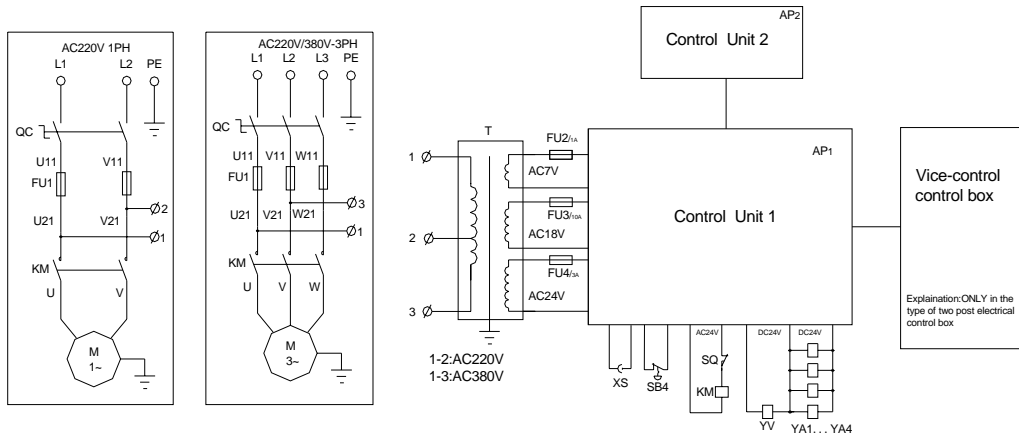 AC220V 1PH
L1 L2 PE
QC
U11 V11
FU1
U21 V21
2
1
KM
U V
M
1~
AC220V/380V-3PH
L1 L2 L3 PE
QC
U11 V11 W11
FU1
U21 V21 W21
3
1
KM
U V W
M
3~
T
1
2
3
FU2/1A
AC7V
FU3/10A
AC18V
FU4/3A
AC24V
1-2:AC220V
1-3:AC380V
AP2
Control Unit 2
AP1
Control Unit 1
AC24V DC24V DC24V
XS
SB4
SQ
KM
YV
YA1...YA4
Vice-control
control box
Explaination:ONLY in the
type of two post electrical
control box